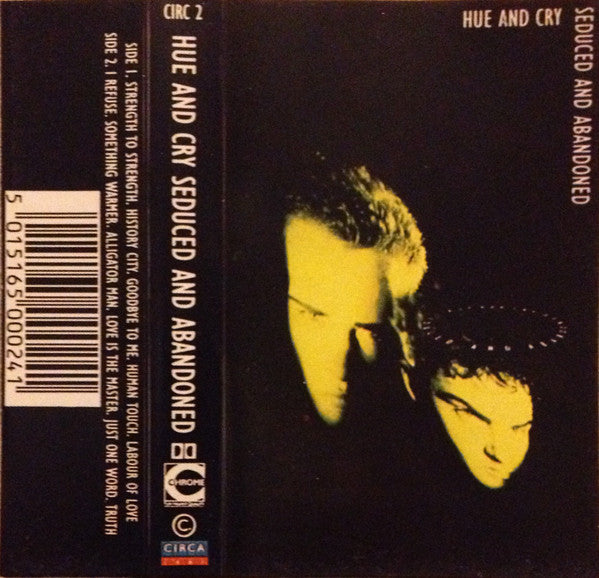 SIDE 1. STRENGTH TO STRENGTH. HISTORY CITY. GOODBYE TO ME. HUMAN TOUCH. LABOUR OF LOVE
SIDE 2. I REFUSE. SOMETHING WARMER. ALLIGATOR MAN. LOVE IS THE MASTER. JUST ONE WORD. TRUTH
5 015165 000241
CIRC 2
HUE AND CRY SEDUCED AND ABANDONED
CHROME
©
CIRCA
HUE AND CRY
SEDUCED AND ABANDONED